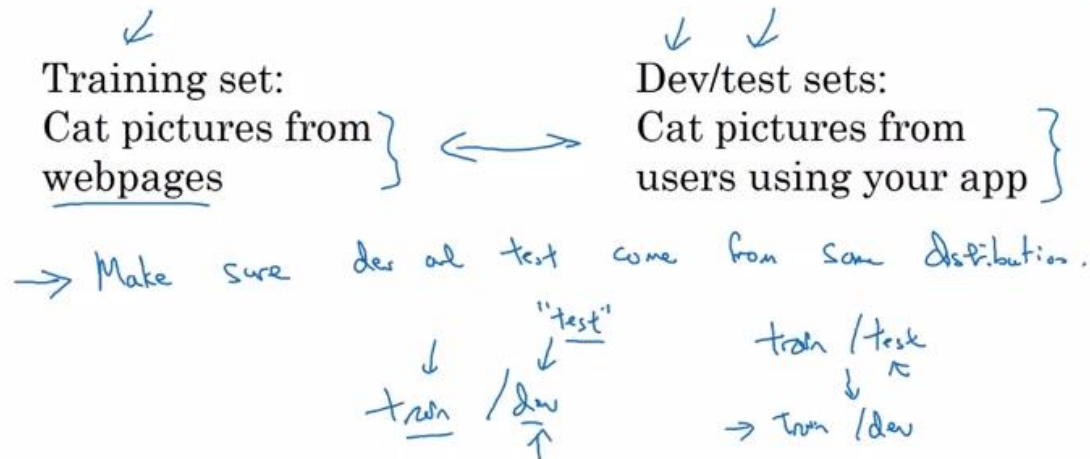 Training set:
Cat pictures from
webpages
Dev/test sets:
Cat pictures from
users using your app
→ Make sure dev and test come from same distribution.
"test"
train / dev
train / test
→ train / dev